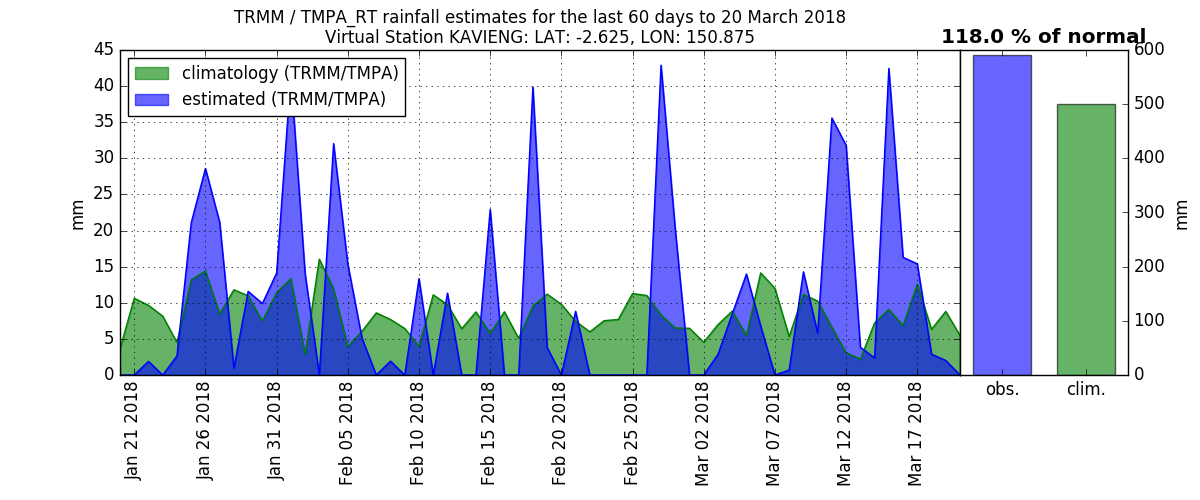 TRMM / TMPA_RT rainfall estimates for the last 60 days to 20 March 2018
Virtual Station KAVIENG: LAT: -2.625, LON: 150.875
118.0 % of normal
climatology (TRMM/TMPA)
estimated (TRMM/TMPA)
mm
45
40
35
30
25
20
15
10
5
0
Jan 21 2018
Jan 26 2018
Jan 31 2018
Feb 05 2018
Feb 10 2018
Feb 15 2018
Feb 20 2018
Feb 25 2018
Mar 02 2018
Mar 07 2018
Mar 12 2018
Mar 17 2018
obs.
clim.
600
500
400
300
200
100
0
mm